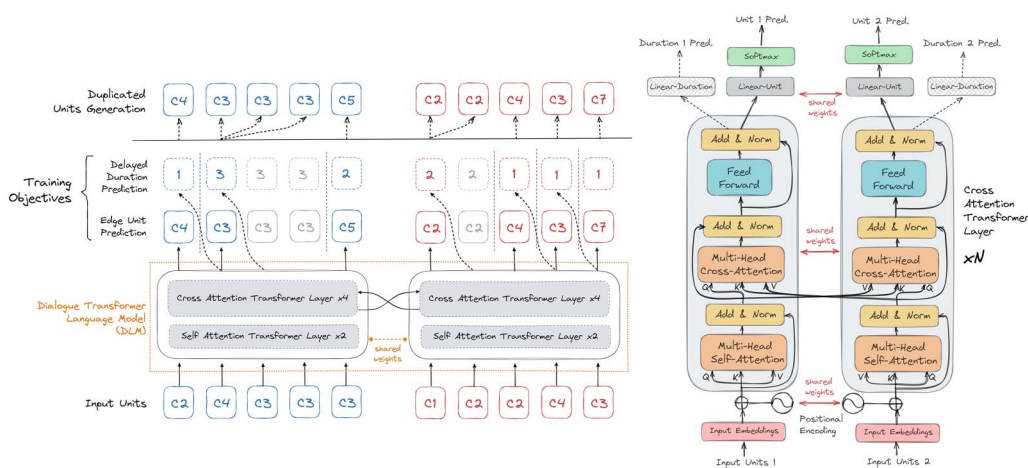 Duplicated
Units Generation
C4 C3 C3 C3 C5 C2 C2 C4 C3 C7
Training
Objectives
Delayed
Duration
Prediction
1 3 3 3 2 2 2 1 1 1
Edge Unit
Prediction
C4 C3 C3 C3 C5 C2 C2 C4 C3 C7
Dialogue Transformer
Language Model
(DLM)
Cross Attention Transformer Layer x4
Self Attention Transformer Layer x2
shared
weights
Cross Attention Transformer Layer x4
Self Attention Transformer Layer x2
Input Units
C2 C4 C3 C3 C3 C1 C2 C2 C4 C3
Unit 1 Pred.
Unit 2 Pred.
Duration 1 Pred.
Duration 2 Pred.
Softmax
Softmax
Linear-Duration
Linear-Unit
shared
weights
Linear-Unit
Linear-Duration
Add & Norm
Add & Norm
Feed
Forward
Feed
Forward
Cross
Attention
Transformer
Layer
xN
Add & Norm
Add & Norm
shared
weights
Multi-Head
Cross-Attention
Multi-Head
Cross-Attention
Q K V V K Q
Add & Norm
Add & Norm
Multi-Head
Self-Attention
Multi-Head
Self-Attention
Q K V V K Q
shared
weights
Positional
Encoding
Input Embeddings
Input Embeddings
Input Units 1
Input Units 2